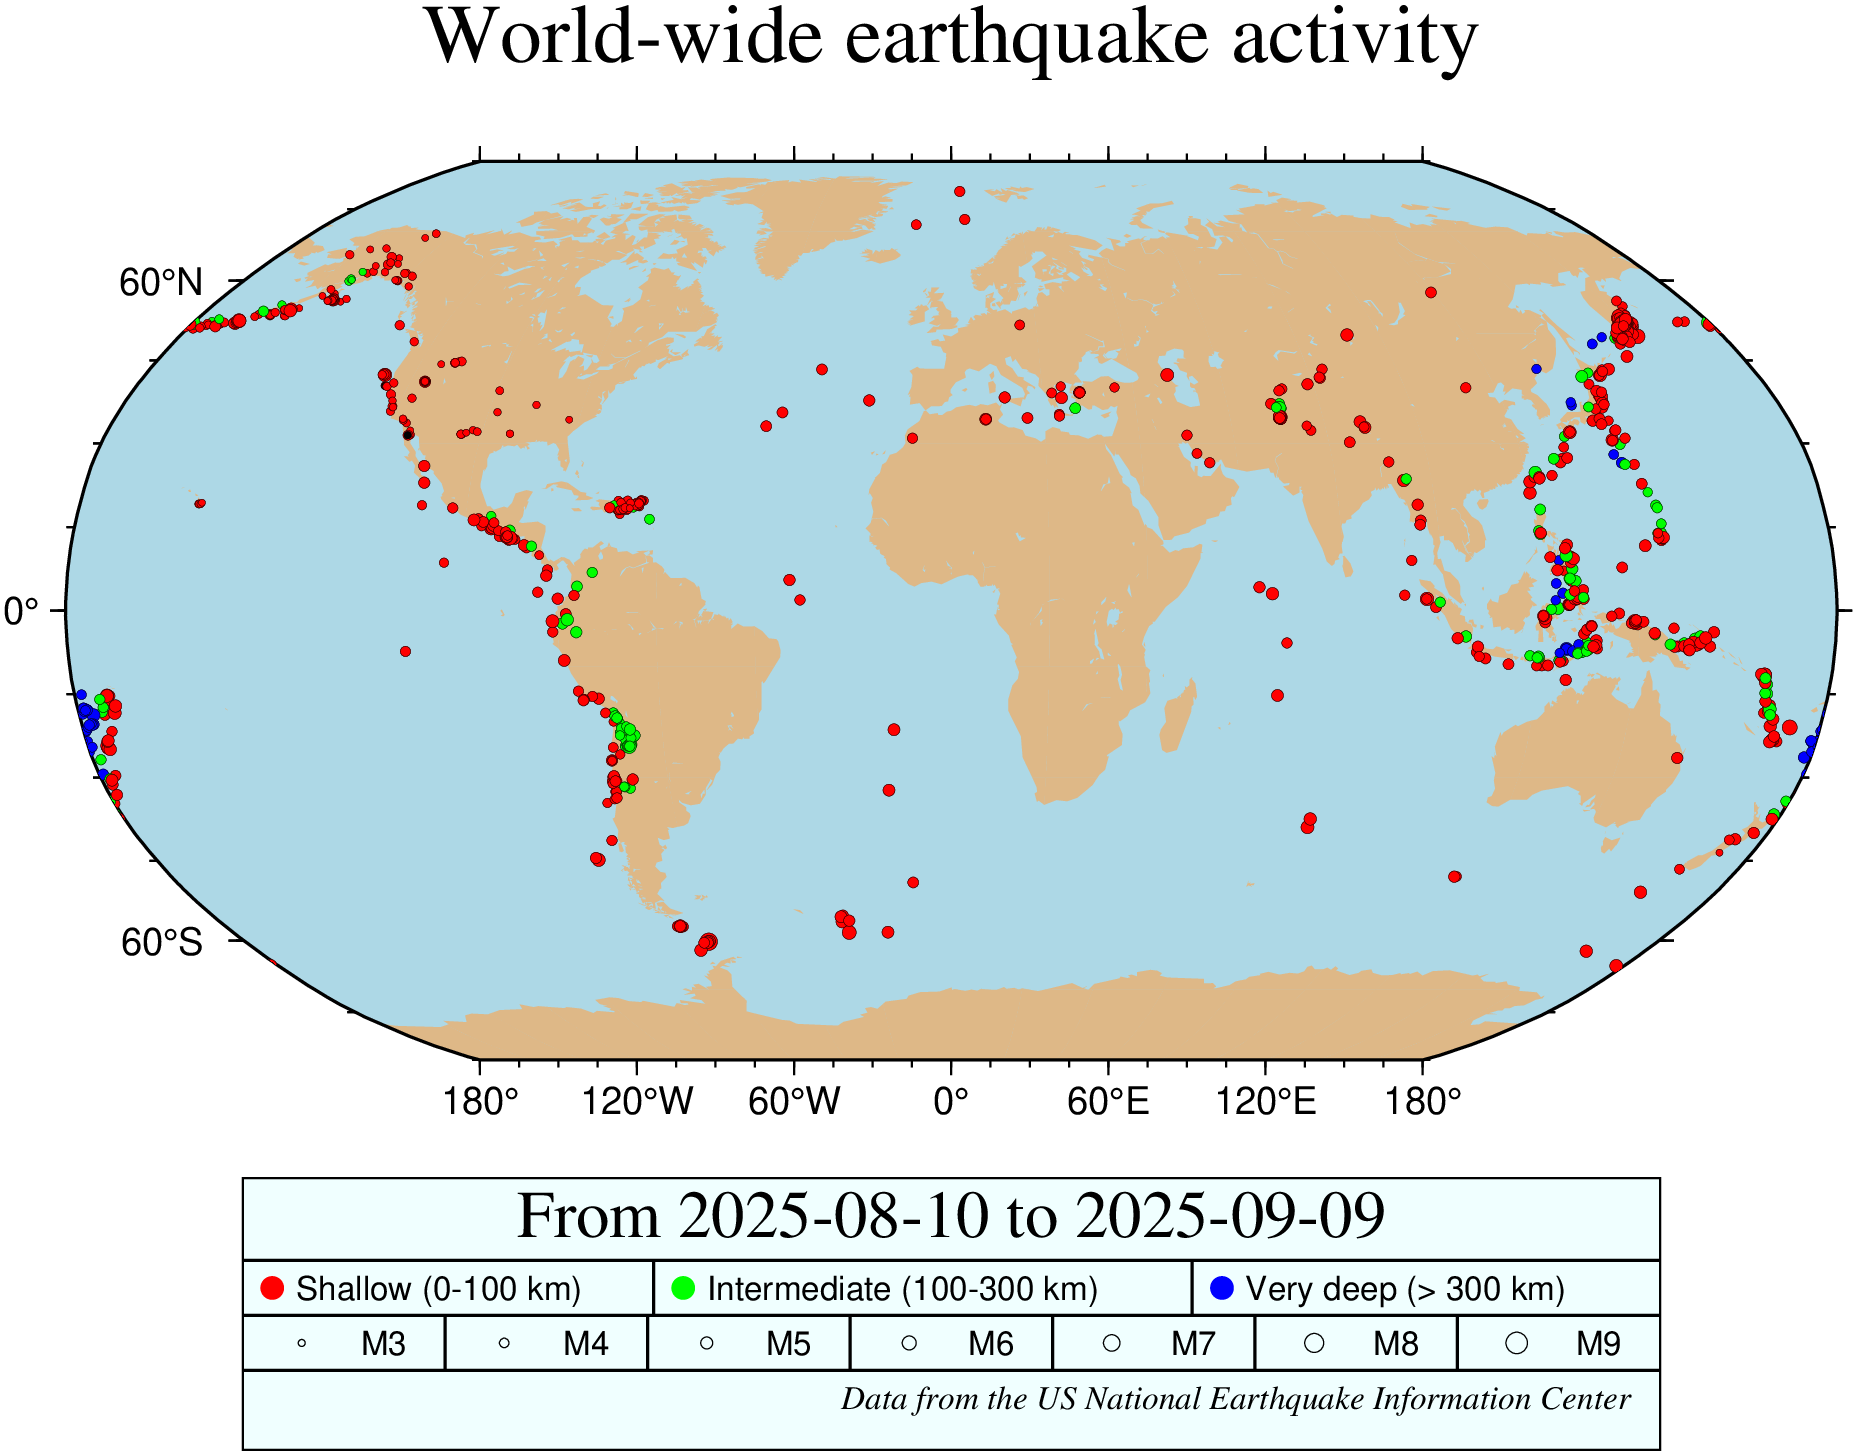 World-wide earthquake activity
60°N
0°
60°S
180° 120°W 60°W 0° 60°E 120°E 180°
From 2025-08-10 to 2025-09-09
Shallow (0-100 km) Intermediate (100-300 km) Very deep (> 300 km)
M3 M4 M5 M6 M7 M8 M9
Data from the US National Earthquake Information Center